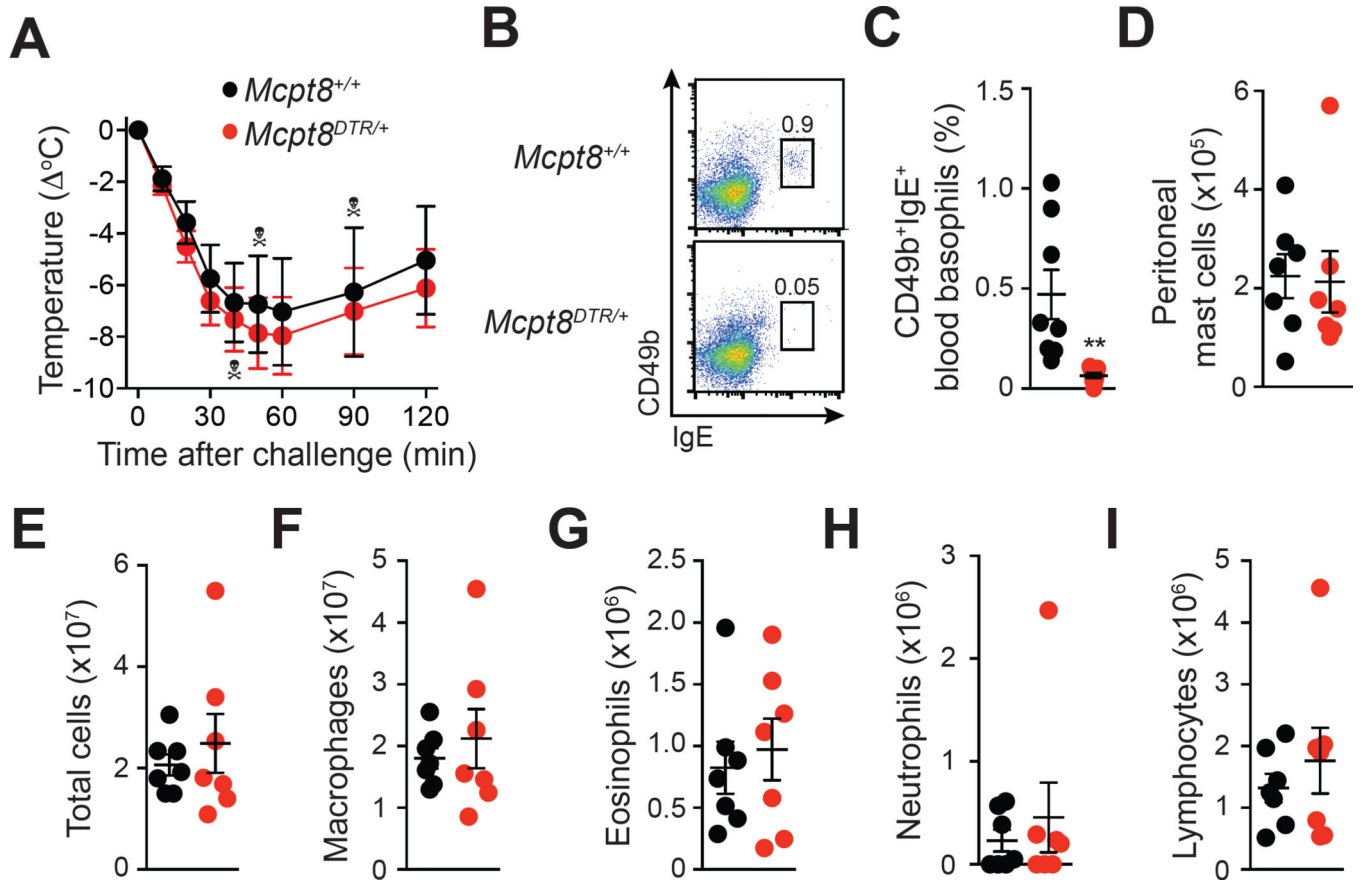 A
Mcpt8+/+
Mcpt8DTR/+
Temperature (Δ°C)
0
-2
-4
-6
-8
-10
0
30
60
90
120
Time after challenge (min)
B
Mcpt8+/+
0.9
Mcpt8DTR/+
0.05
CD49b
IgE
C
CD49b+IgE+
blood basophils (%)
1.5
1.0
0.5
0
**
D
Peritoneal
mast cells (x10⁵)
6
4
2
0
E
Total cells (x10⁷)
6
4
2
0
F
Macrophages (x10⁷)
5
4
3
2
1
0
G
Eosinophils (x10⁶)
2.5
2.0
1.5
1.0
0.5
0
H
Neutrophils (x10⁶)
3
2
1
0
I
Lymphocytes (x10⁶)
5
4
3
2
1
0